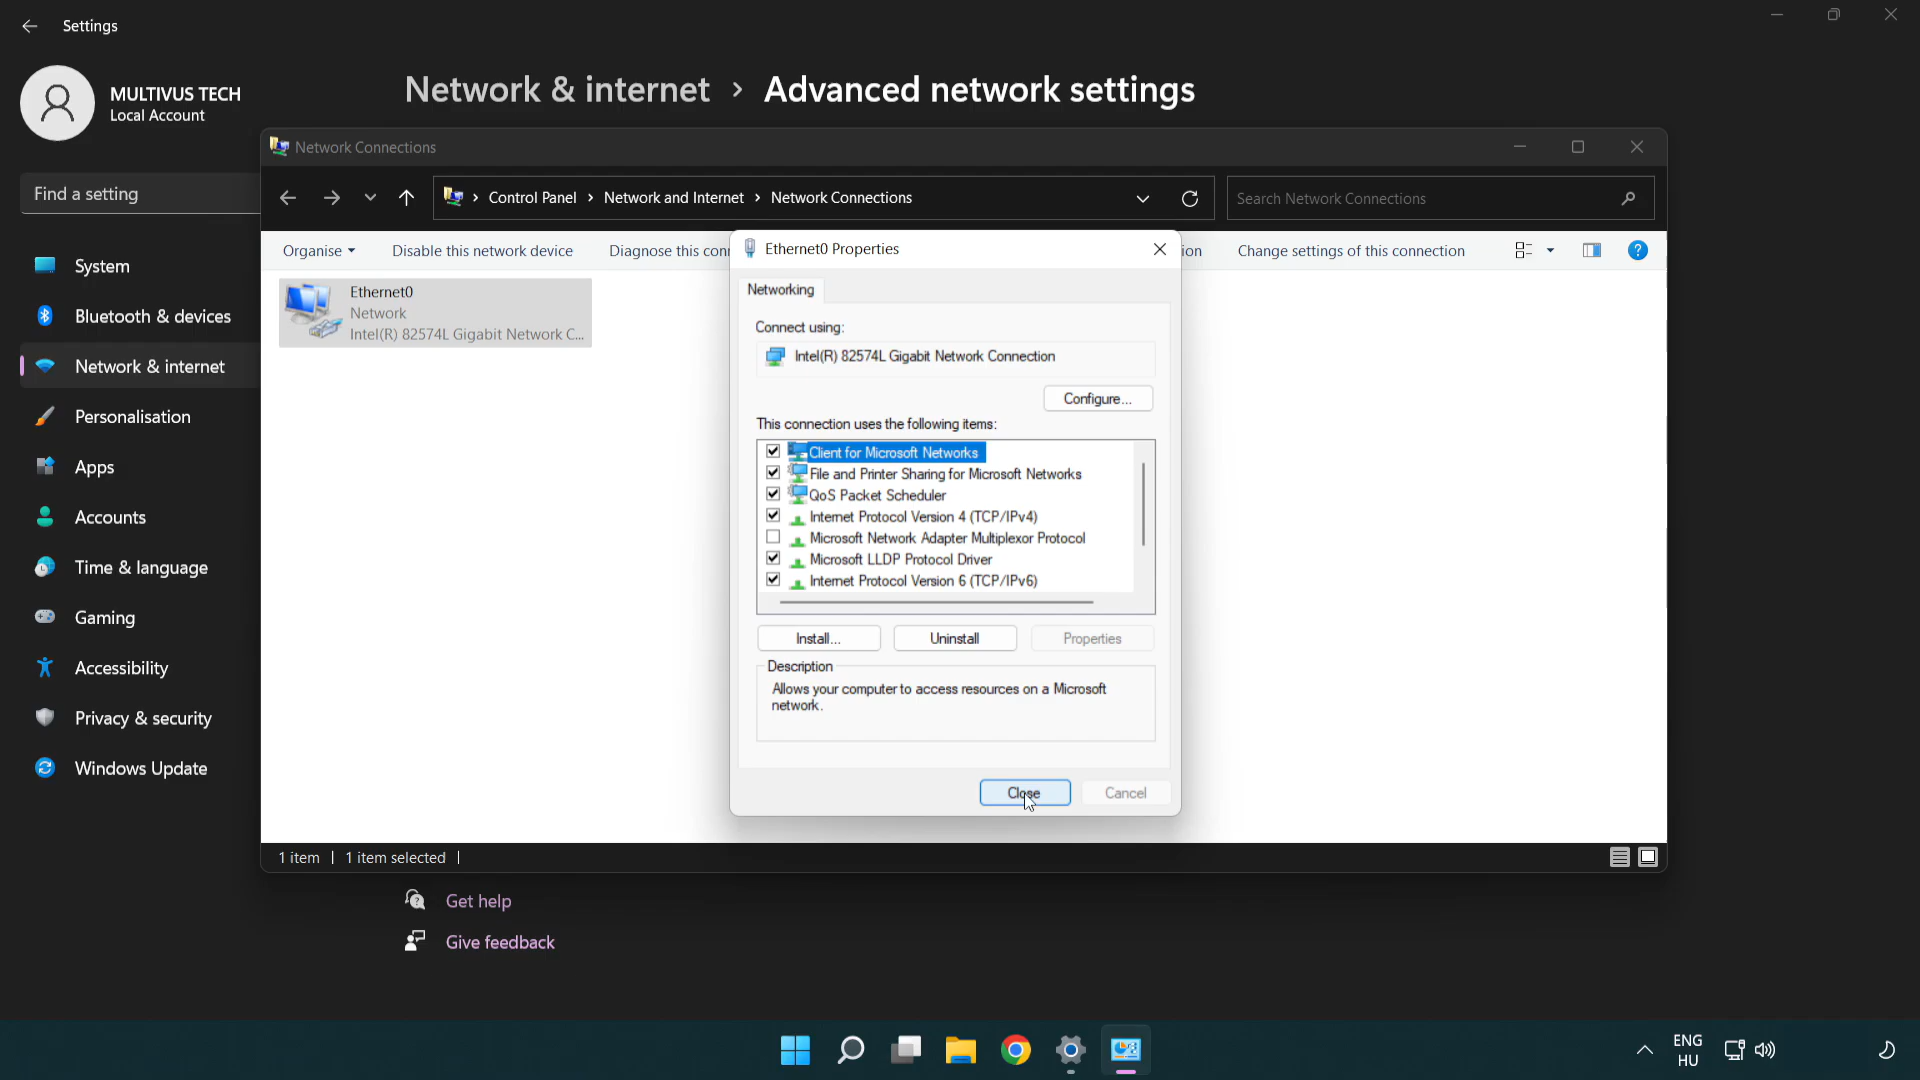 Settings
MULTIVUS TECH
Local Account
Find a setting
System
Bluetooth & devices
Network & internet
Personalisation
Apps
Accounts
Time & language
Gaming
Accessibility
Privacy & security
Windows Update
Network & internet › Advanced network settings
Network Connections
Control Panel › Network and Internet › Network Connections
Search Network Connections
Organise
Disable this network device
Diagnose this con
Change settings of this connection
Ethernet0
Network
Intel(R) 82574L Gigabit Network C...
Ethernet0 Properties
Networking
Connect using:
Intel(R) 82574L Gigabit Network Connection
Configure...
This connection uses the following items:
Client for Microsoft Networks
File and Printer Sharing for Microsoft Networks
QoS Packet Scheduler
Internet Protocol Version 4 (TCP/IPv4)
Microsoft Network Adapter Multiplexor Protocol
Microsoft LLDP Protocol Driver
Internet Protocol Version 6 (TCP/IPv6)
Install...
Uninstall
Properties
Description
Allows your computer to access resources on a Microsoft
network.
Close
Cancel
1 item
1 item selected
Get help
Give feedback
ENG
HU